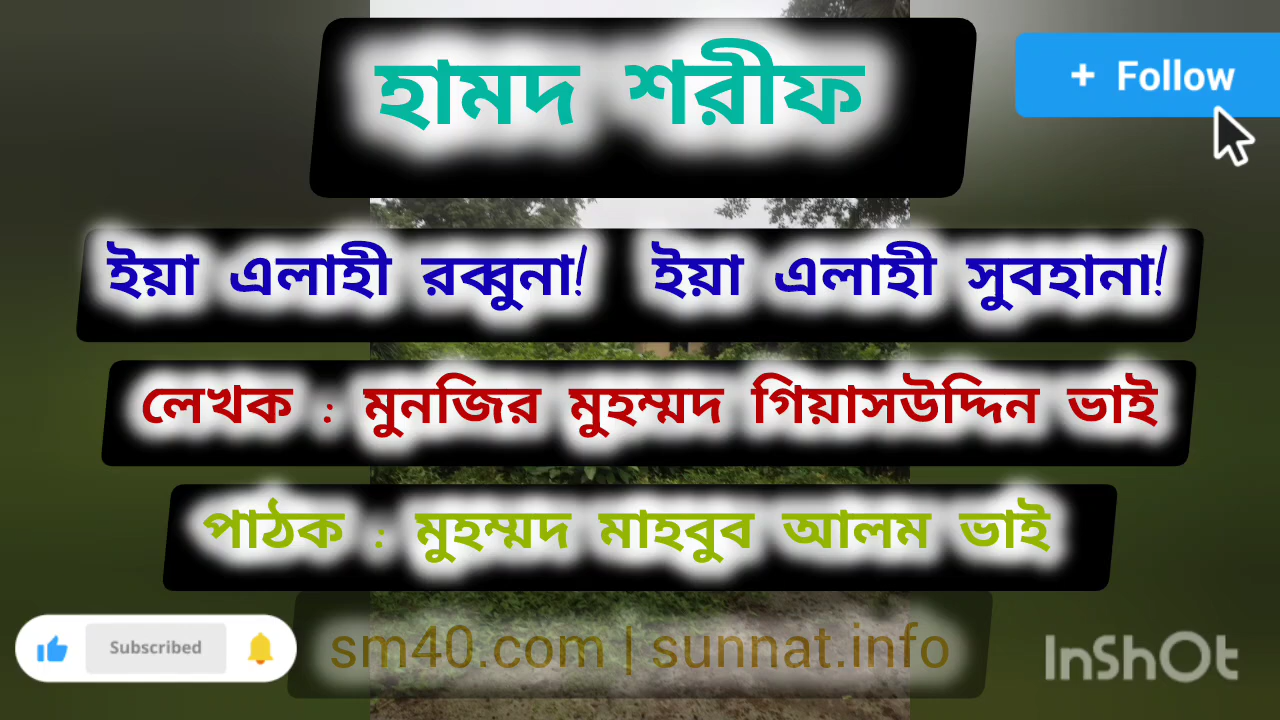 হামদ শরীফ
+ Follow
ইয়া এলাহী রব্বুনা! ইয়া এলাহী সুবহানা!
লেখক : মুনজির মুহম্মদ গিয়াসউদ্দিন ভাই
পাঠক : মুহম্মদ মাহবুব আলম ভাই
Subscribed
sm40.com | sunnat.info
InShOt